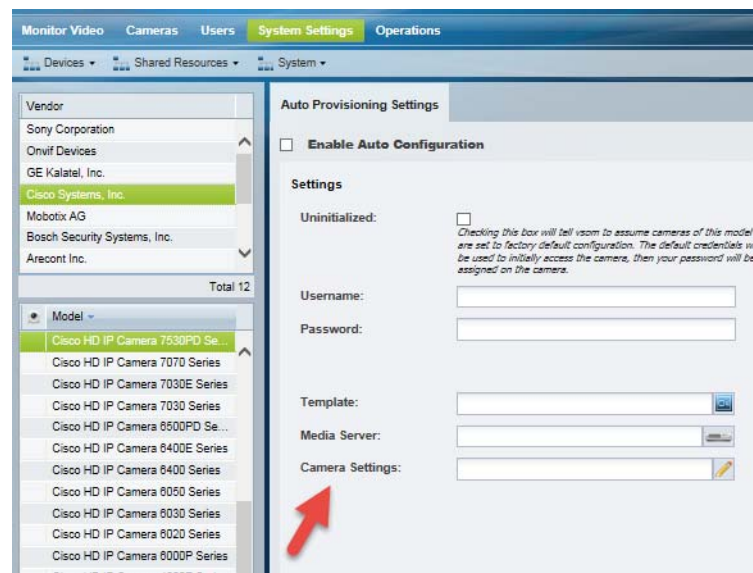 Monitor Video Cameras Users System Settings Operations
Devices Shared Resources System
Vendor
Sony Corporation
Onvif Devices
GE Kalatel, Inc.
Cisco Systems, Inc.
Mobotix AG
Bosch Security Systems, Inc.
Arecont Inc.
Total 12
Model
Cisco HD IP Camera 7530PD Se...
Cisco HD IP Camera 7070 Series
Cisco HD IP Camera 7030E Series
Cisco HD IP Camera 7030 Series
Cisco HD IP Camera 6500PD Se...
Cisco HD IP Camera 6400E Series
Cisco HD IP Camera 6400 Series
Cisco HD IP Camera 6050 Series
Cisco HD IP Camera 6030 Series
Cisco HD IP Camera 6020 Series
Cisco HD IP Camera 6000P Series
Auto Provisioning Settings
Enable Auto Configuration
Settings
Uninitialized:
Checking this box will tell vsom to assume cameras of this model
are set to factory default configuration. The default credentials w
be used to initially access the camera, then your password will be
assigned on the camera.
Username:
Password:
Template:
Media Server:
Camera Settings: